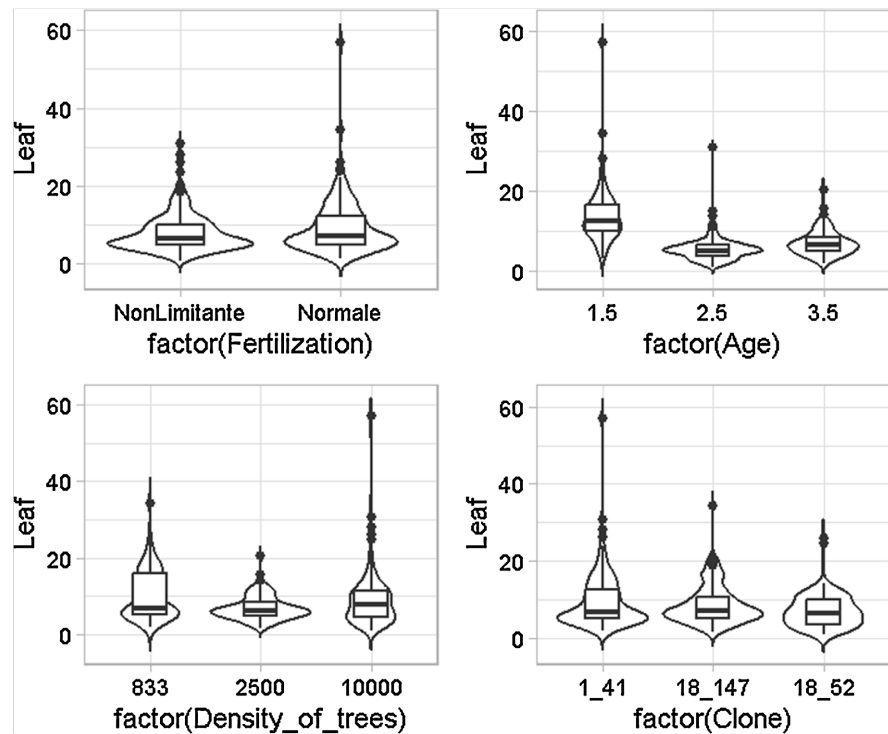 60
40
20
0
Leaf
NonLimitante Normale
factor(Fertilization)
60
40
20
0
Leaf
1.5 2.5 3.5
factor(Age)
60
40
20
0
Leaf
833 2500 10000
factor(Density_of_trees)
60
40
20
0
Leaf
1_41 18_147 18_52
factor(Clone)